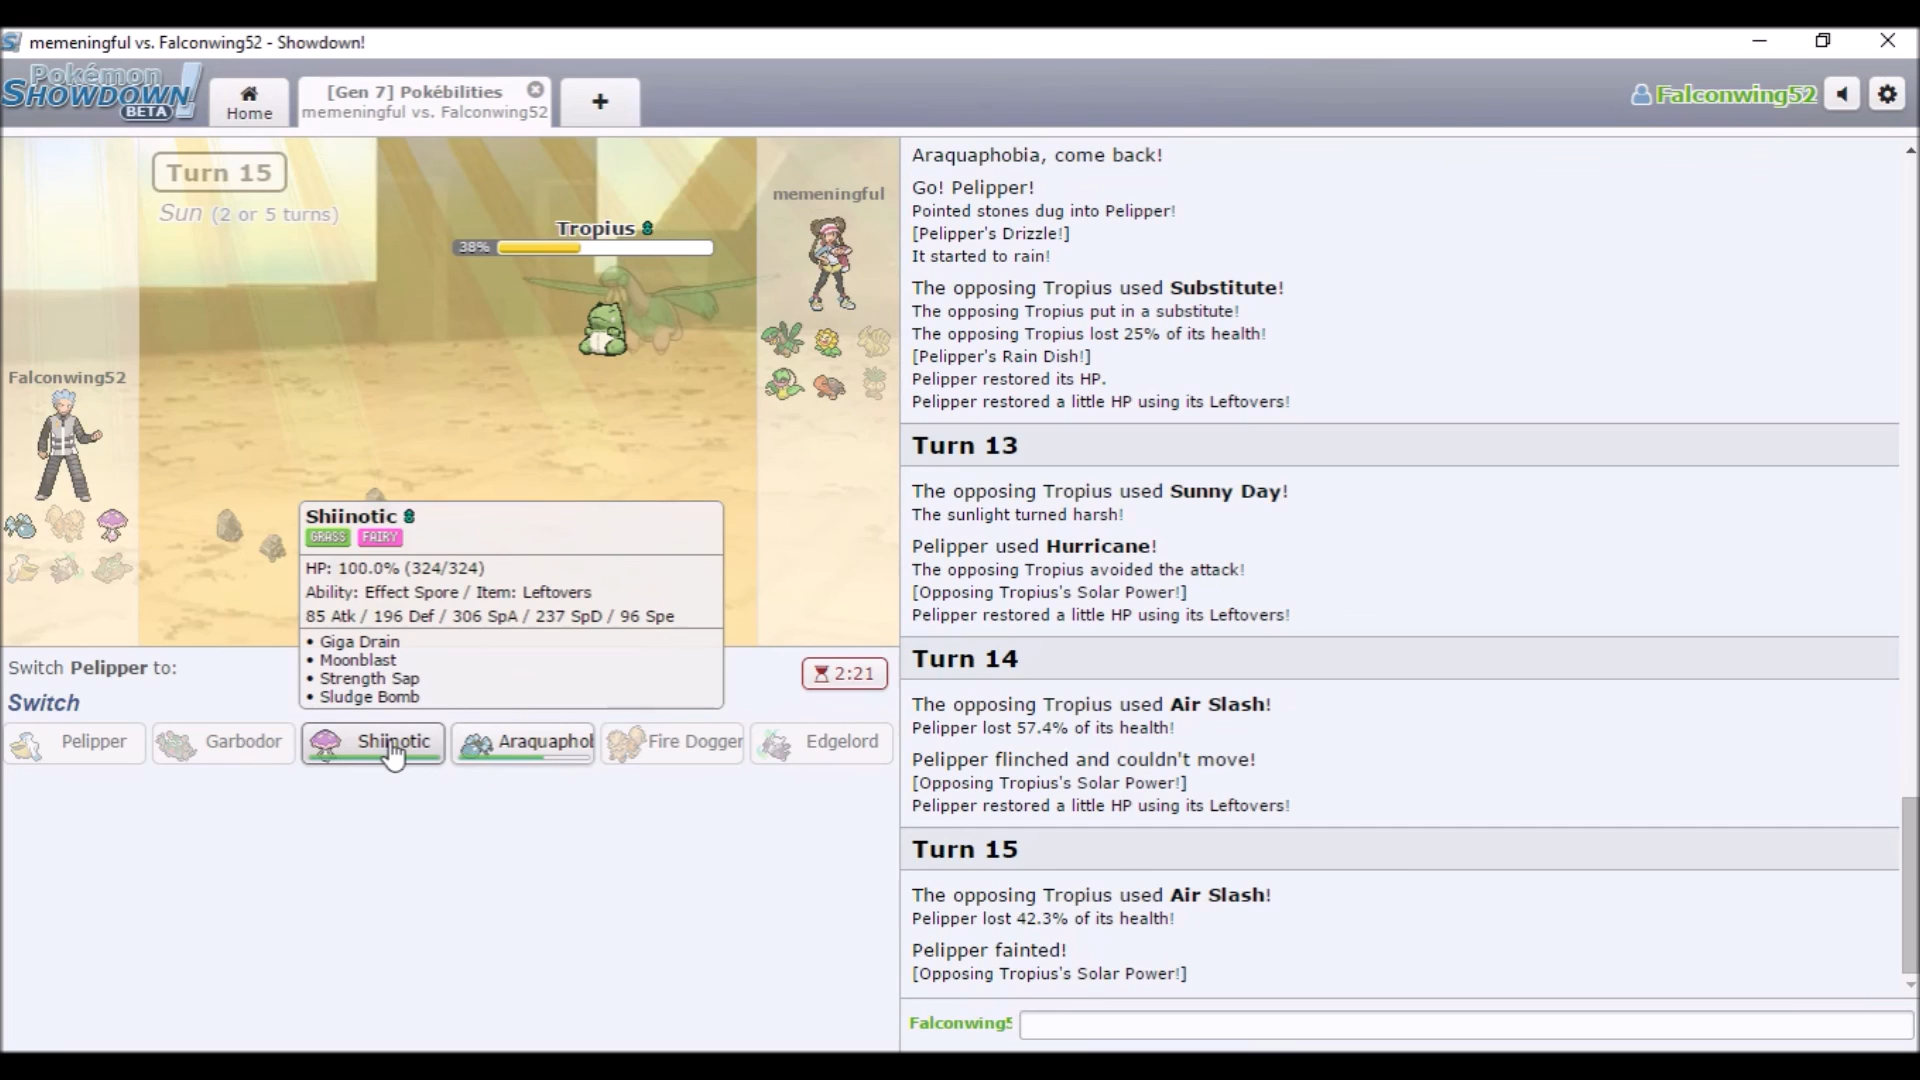 memeningful vs. Falconwing52 - Showdown!
Pokémon
SHOWDOWN!
BETA
Home
[Gen 7] Pokébilities
memeningful vs. Falconwing52
+
Falconwing52
Turn 15
Sun (2 or 5 turns)
memeningful
Tropius
38%
Falconwing52
Shiinotic
GRASS FAIRY
HP: 100.0% (324/324)
Ability: Effect Spore / Item: Leftovers
85 Atk / 196 Def / 306 SpA / 237 SpD / 96 Spe
• Giga Drain
• Moonblast
• Strength Sap
• Sludge Bomb
Switch Pelipper to:
2:21
Switch
Pelipper
Garbodor
Shiinotic
Araquaphob
Fire Dogger
Edgelord
Araquaphobia, come back!
Go! Pelipper!
Pointed stones dug into Pelipper!
[Pelipper's Drizzle!]
It started to rain!
The opposing Tropius used Substitute!
The opposing Tropius put in a substitute!
The opposing Tropius lost 25% of its health!
[Pelipper's Rain Dish!]
Pelipper restored its HP.
Pelipper restored a little HP using its Leftovers!
Turn 13
The opposing Tropius used Sunny Day!
The sunlight turned harsh!
Pelipper used Hurricane!
The opposing Tropius avoided the attack!
[Opposing Tropius's Solar Power!]
Pelipper restored a little HP using its Leftovers!
Turn 14
The opposing Tropius used Air Slash!
Pelipper lost 57.4% of its health!
Pelipper flinched and couldn't move!
[Opposing Tropius's Solar Power!]
Pelipper restored a little HP using its Leftovers!
Turn 15
The opposing Tropius used Air Slash!
Pelipper lost 42.3% of its health!
Pelipper fainted!
[Opposing Tropius's Solar Power!]
Falconwing5